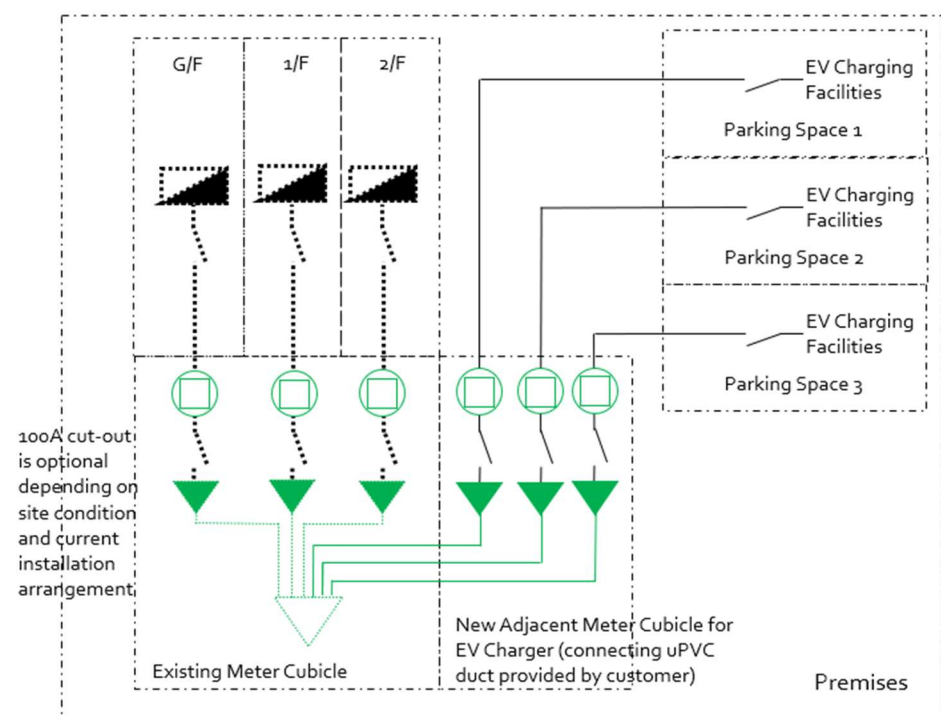 G/F
1/F
2/F
EV Charging
Facilities
Parking Space 1
EV Charging
Facilities
Parking Space 2
EV Charging
Facilities
Parking Space 3
100A cut-out
is optional
depending on
site condition
and current
installation
arrangement
Existing Meter Cubicle
New Adjacent Meter Cubicle for
EV Charger (connecting uPVC
duct provided by customer)
Premises